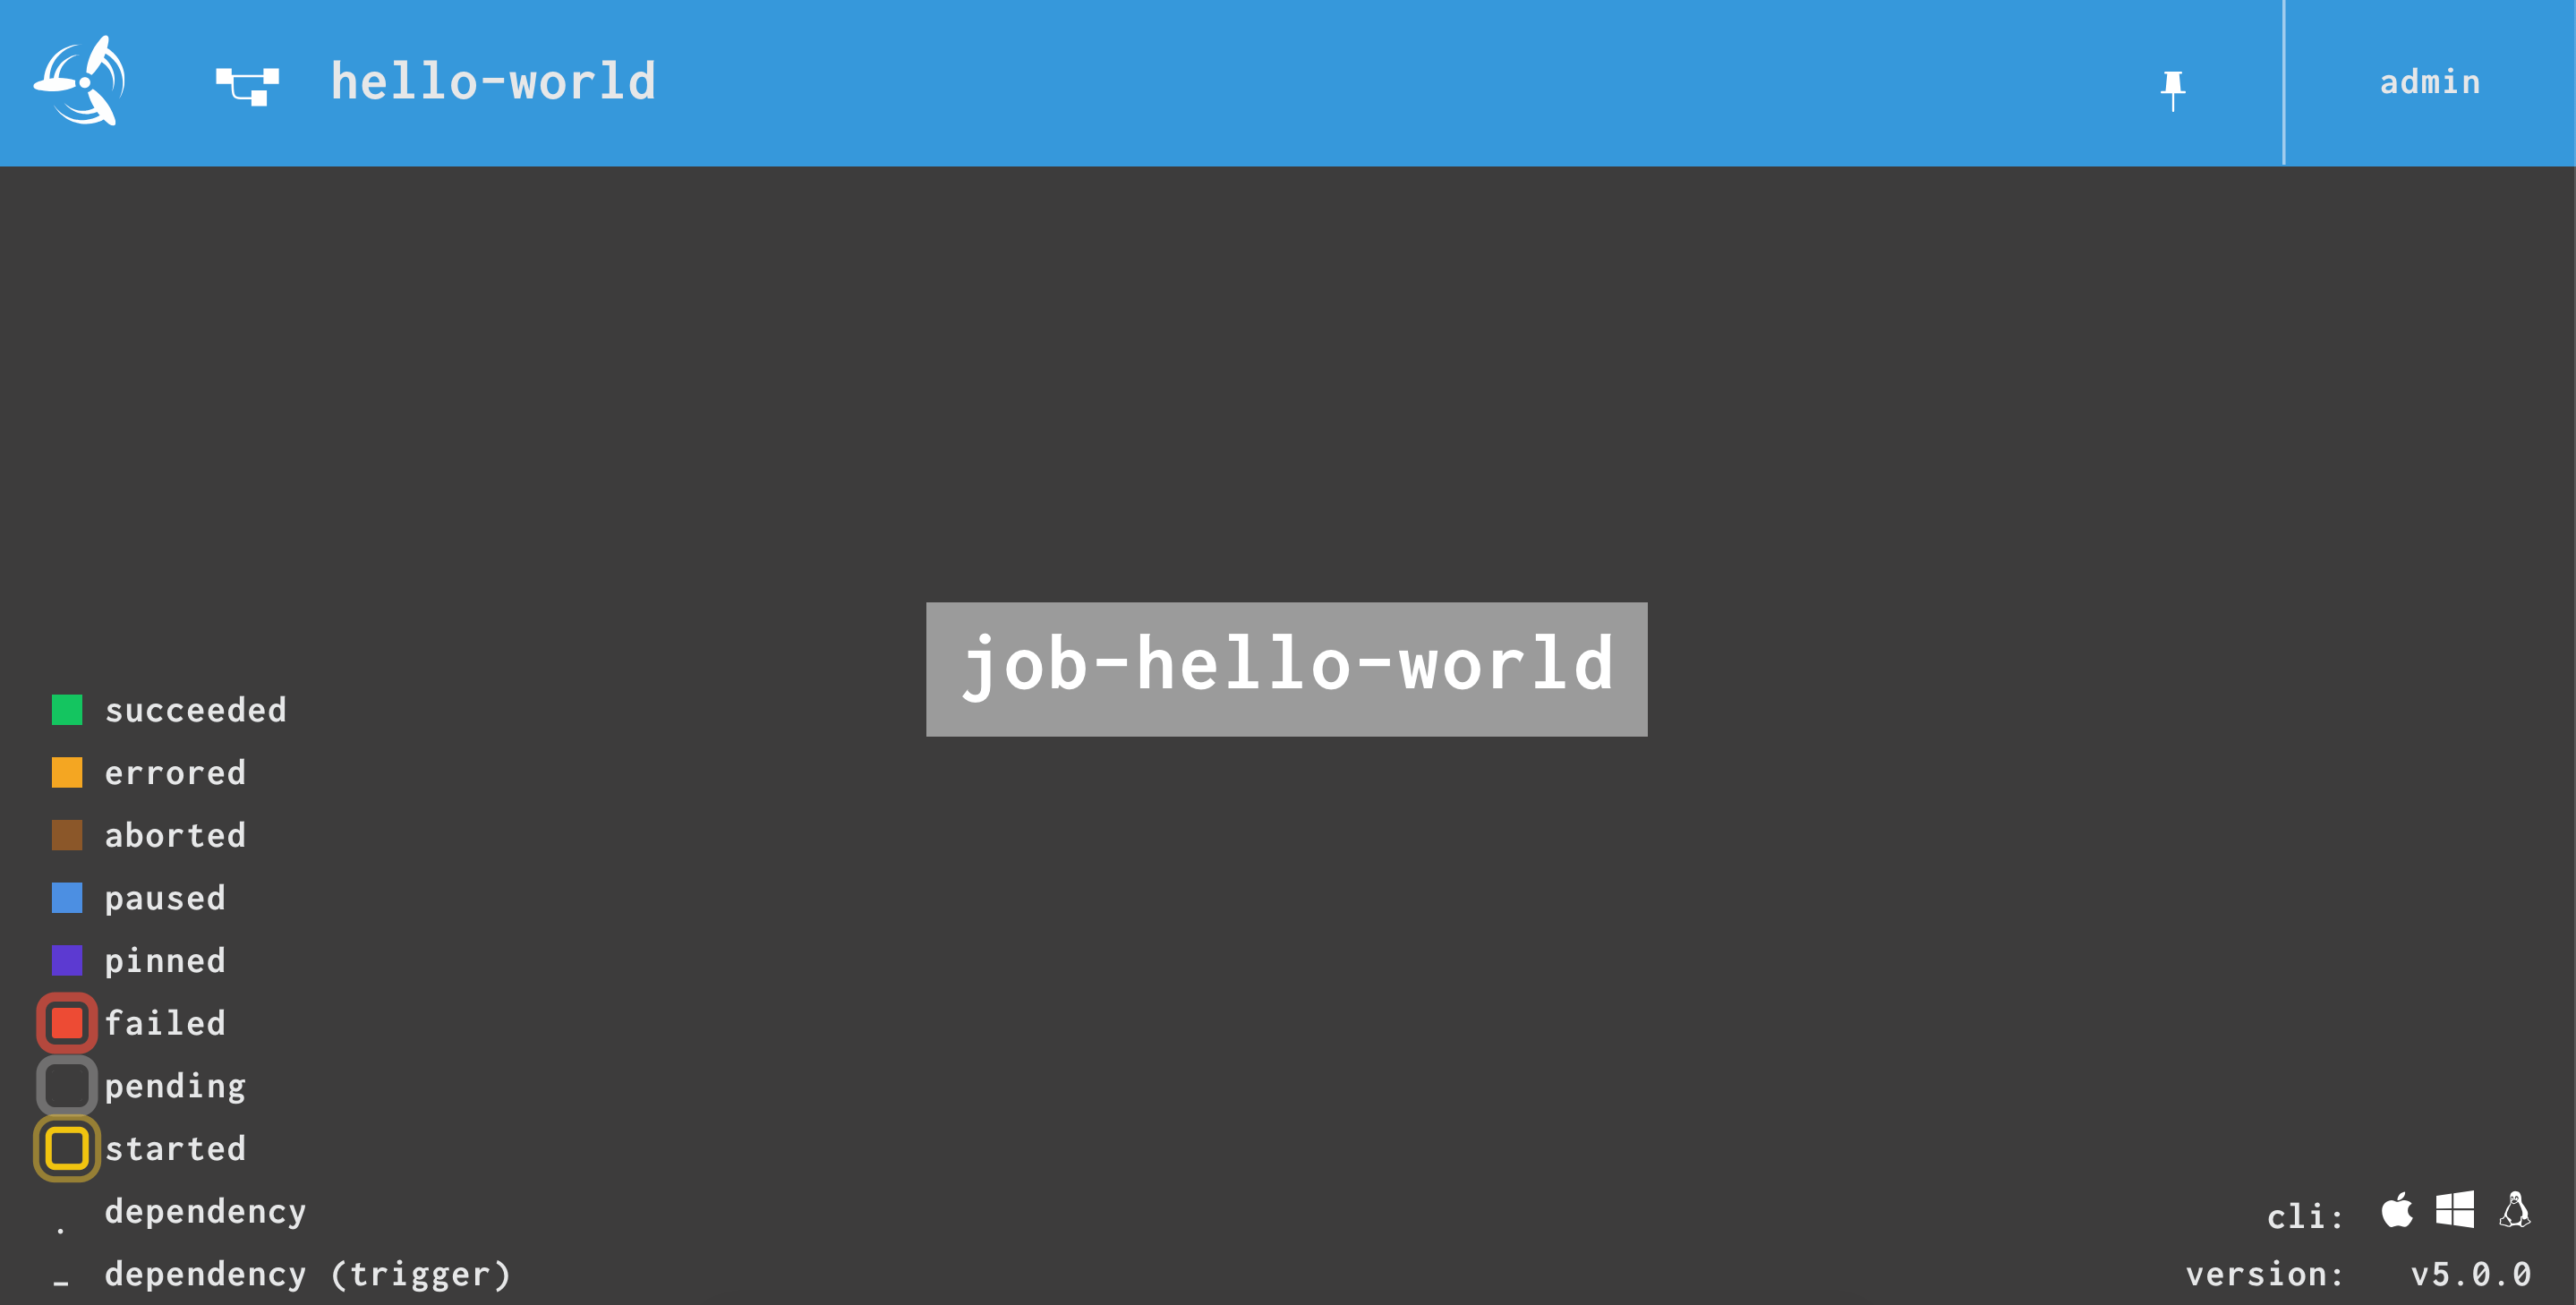 hello-world
admin
job-hello-world
succeeded
errored
aborted
paused
pinned
failed
pending
started
. dependency
– dependency (trigger)
cli:
version: v5.0.0